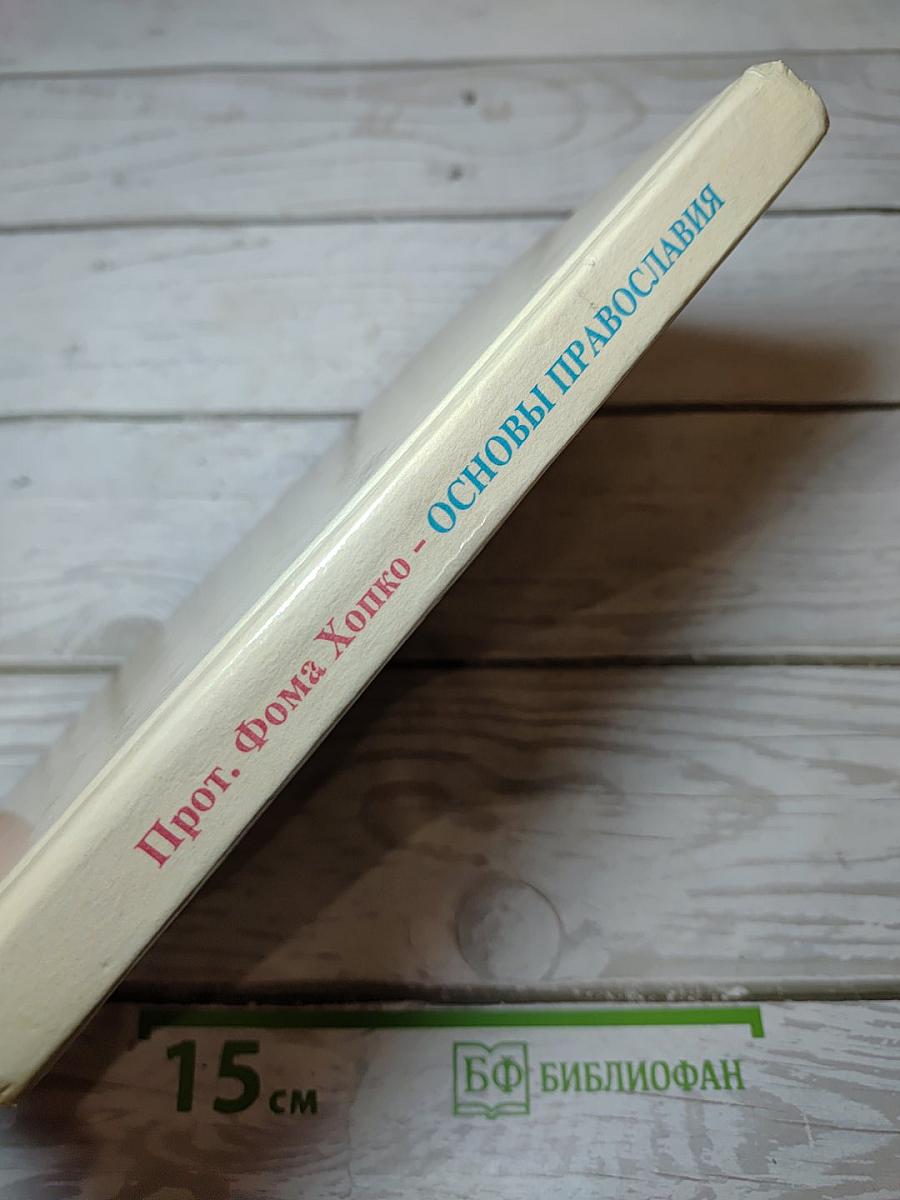 Прот. Фома Хопко – ОСНОВЫ ПРАВОСЛАВИЯ
15 см
БФ БИБЛИОФАН